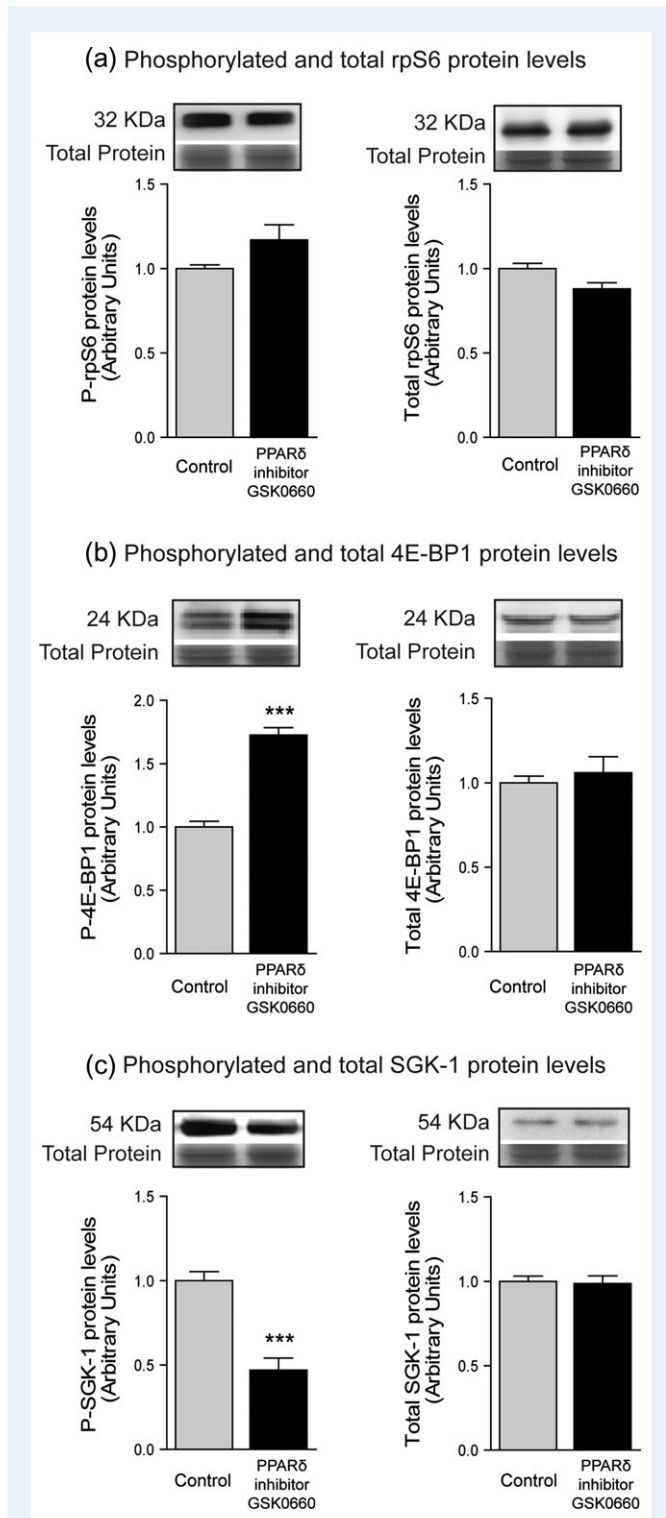 (a) Phosphorylated and total rpS6 protein levels
32 KDa
Total Protein
P-rpS6 protein levels
(Arbitrary Units)
1.5
1.0
0.5
0.0
Control
PPARδ
inhibitor
GSK0660
32 KDa
Total Protein
Total rpS6 protein levels
(Arbitrary Units)
1.5
1.0
0.5
0.0
Control
PPARδ
inhibitor
GSK0660
(b) Phosphorylated and total 4E-BP1 protein levels
24 KDa
Total Protein
P-4E-BP1 protein levels
(Arbitrary Units)
2.0
1.5
1.0
0.5
0.0
***
Control
PPARδ
inhibitor
GSK0660
24 KDa
Total Protein
Total 4E-BP1 protein levels
(Arbitrary Units)
1.5
1.0
0.5
0.0
Control
PPARδ
inhibitor
GSK0660
(c) Phosphorylated and total SGK-1 protein levels
54 KDa
Total Protein
P-SGK-1 protein levels
(Arbitrary Units)
1.5
1.0
0.5
0.0
***
Control
PPARδ
inhibitor
GSK0660
54 KDa
Total Protein
Total SGK-1 protein levels
(Arbitrary Units)
1.5
1.0
0.5
0.0
Control
PPARδ
inhibitor
GSK0660